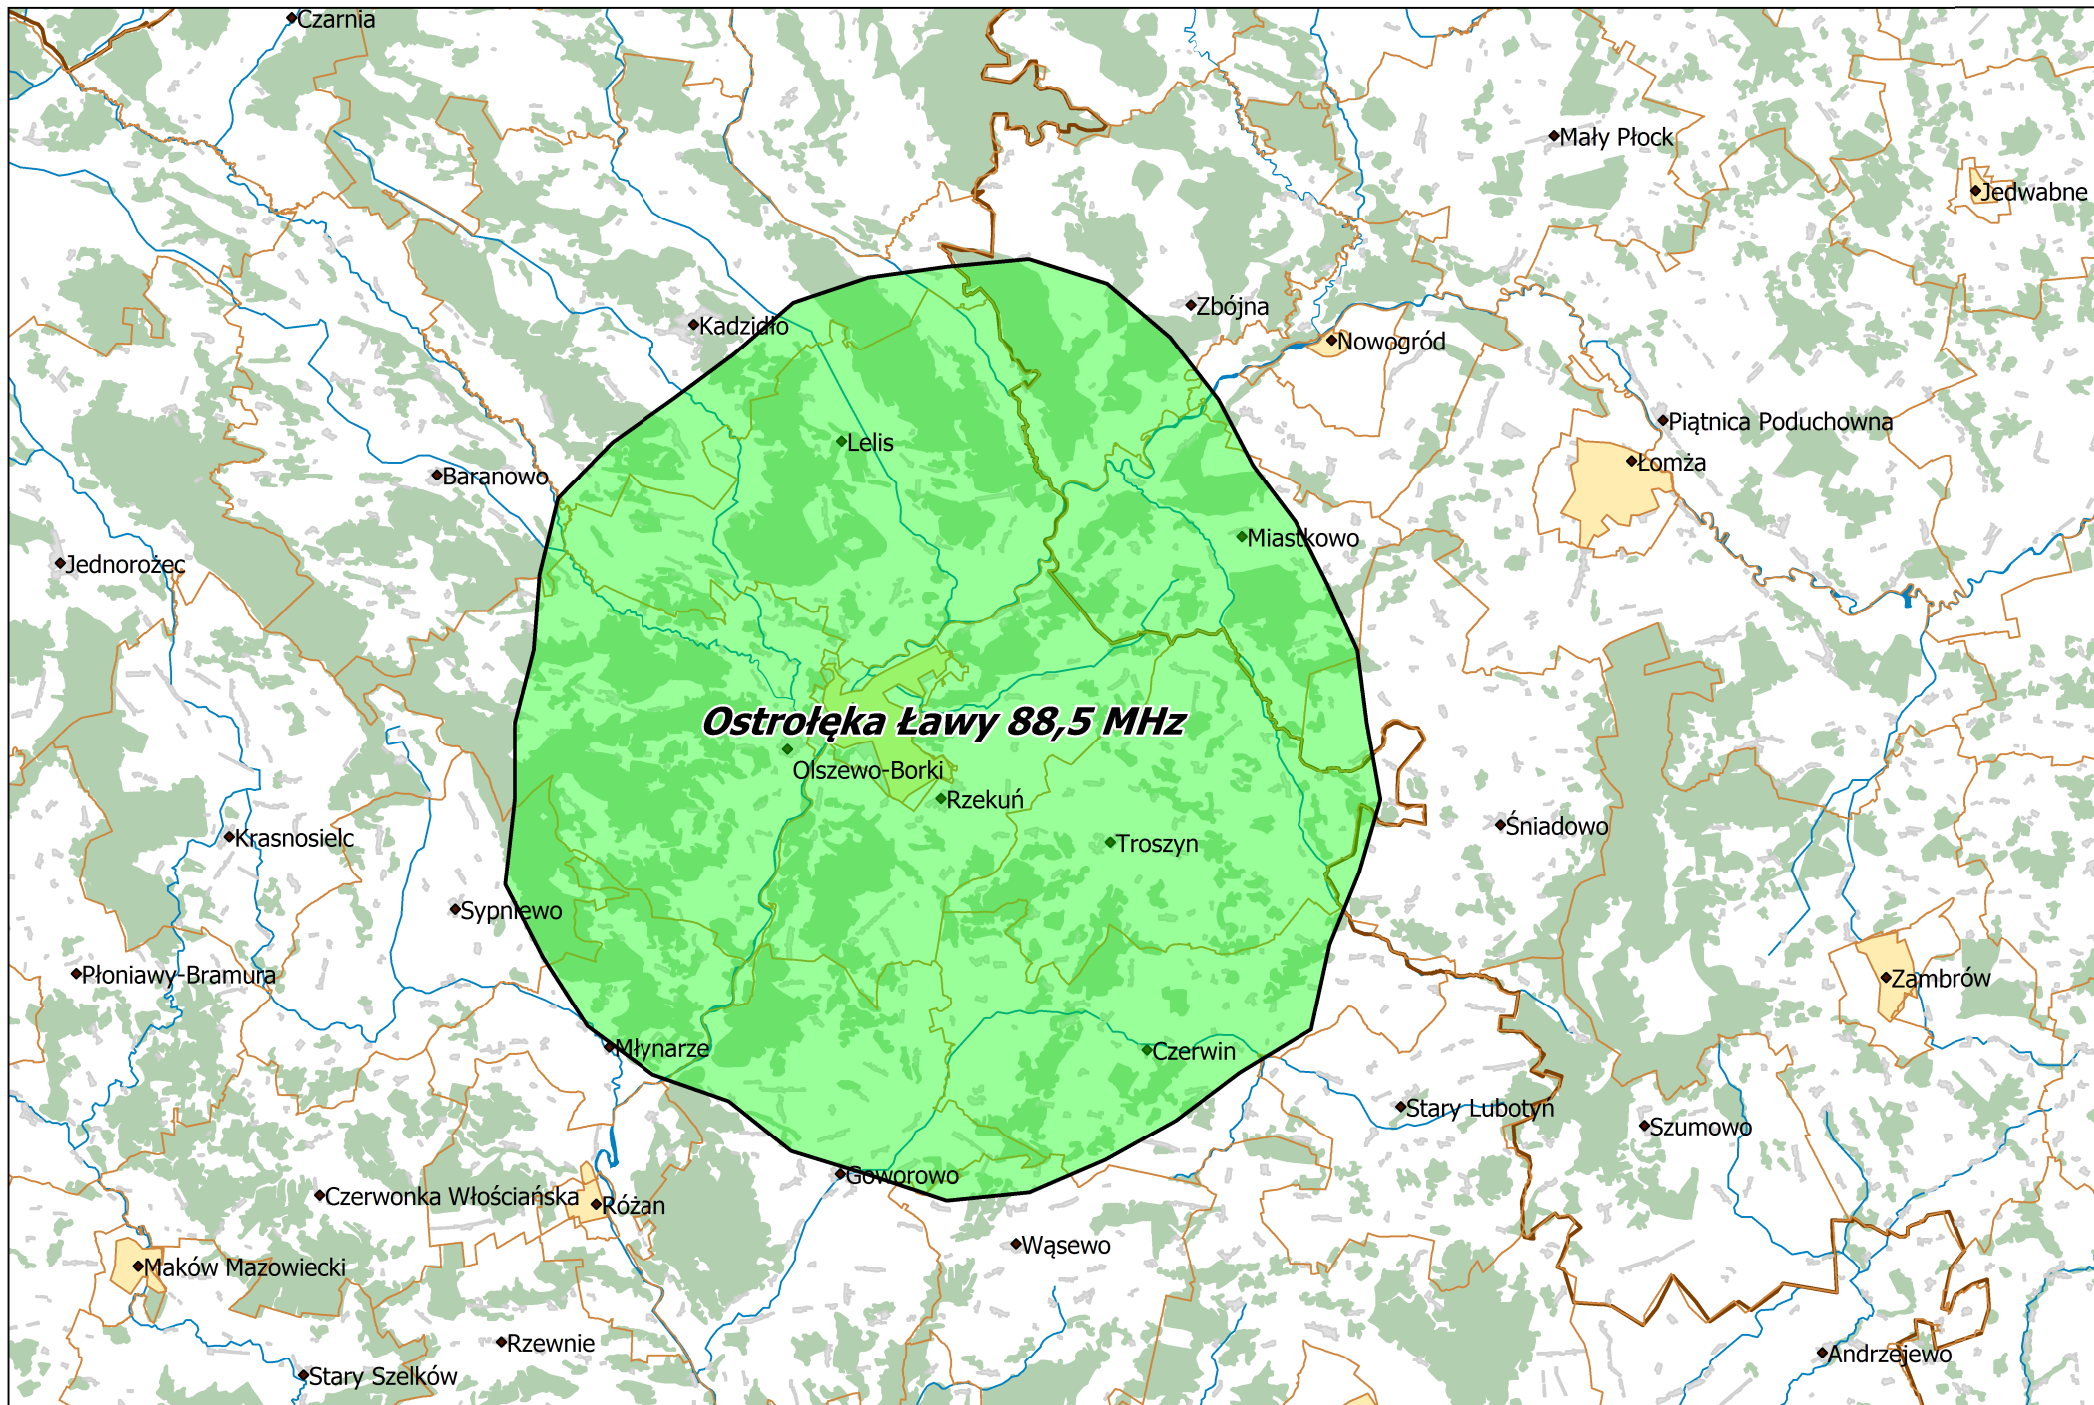 Czarnia
Mały Płock
Jedwabne
Zbójna
Kadzidło
Nowogród
Piątnica Poduchowna
Lelis
Łomża
Baranowo
Miastkowo
Jednorożec
Ostrołęka Ławy 88,5 MHz
Olszewo-Borki
Rzekuń
Śniadowo
Krasnosielc
Troszyn
Sypniewo
Płoniawy-Bramura
Zambrów
Młynarze
Czerwin
Stary Lubotyń
Szumowo
Goworowo
Czerwonka Włościańska
Różan
Wąsewo
Maków Mazowiecki
Rzewnie
Andrzejewo
Stary Szelków